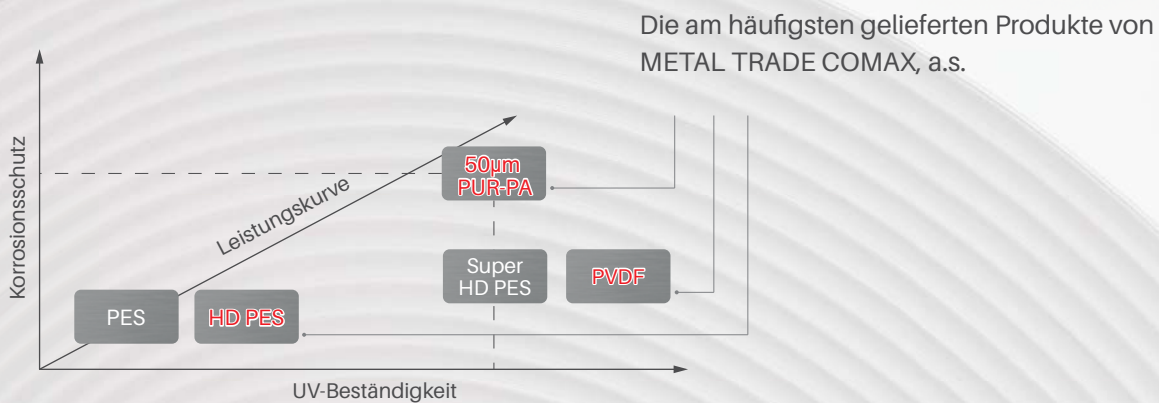 Die am häufigsten gelieferten Produkte von
METAL TRADE COMAX, a.s.
Korrosionsschutz
Leistungskurve
50µm
PUR-PA
Super
HD PES
PVDF
PES
HD PES
UV-Beständigkeit